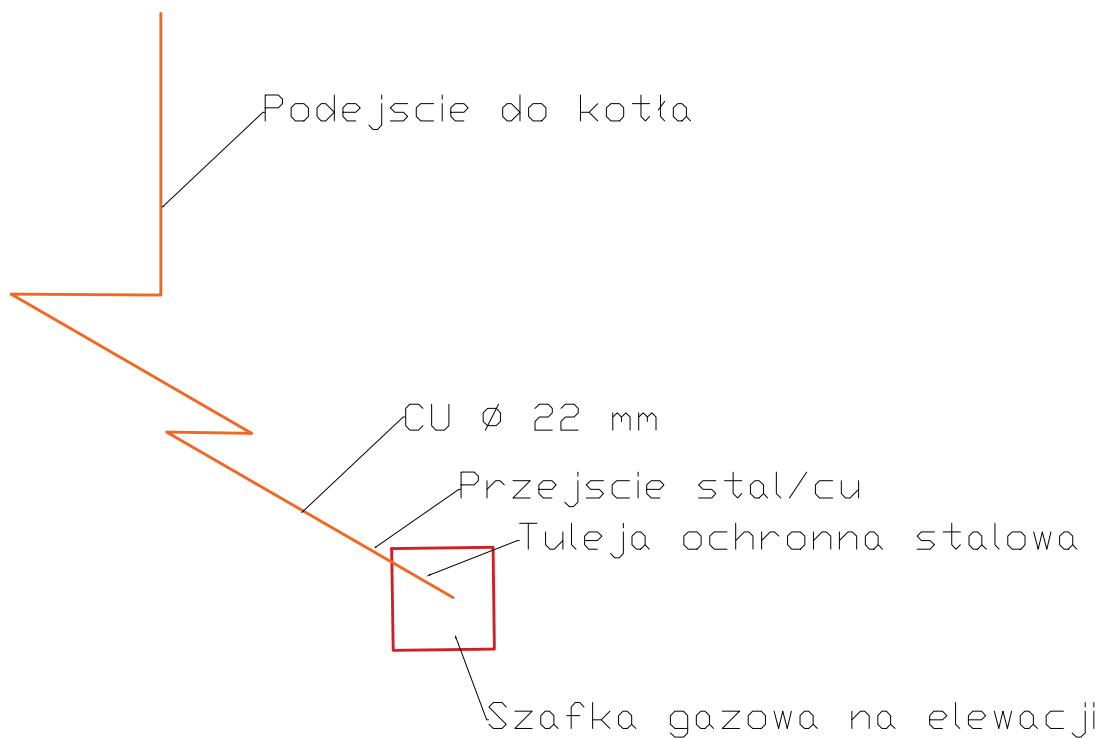 Podejscie do kotła
CU Ø 22 mm
Przejscie stal/cu
Tuleja ochronna stalowa
Szafka gazowa na elewacji